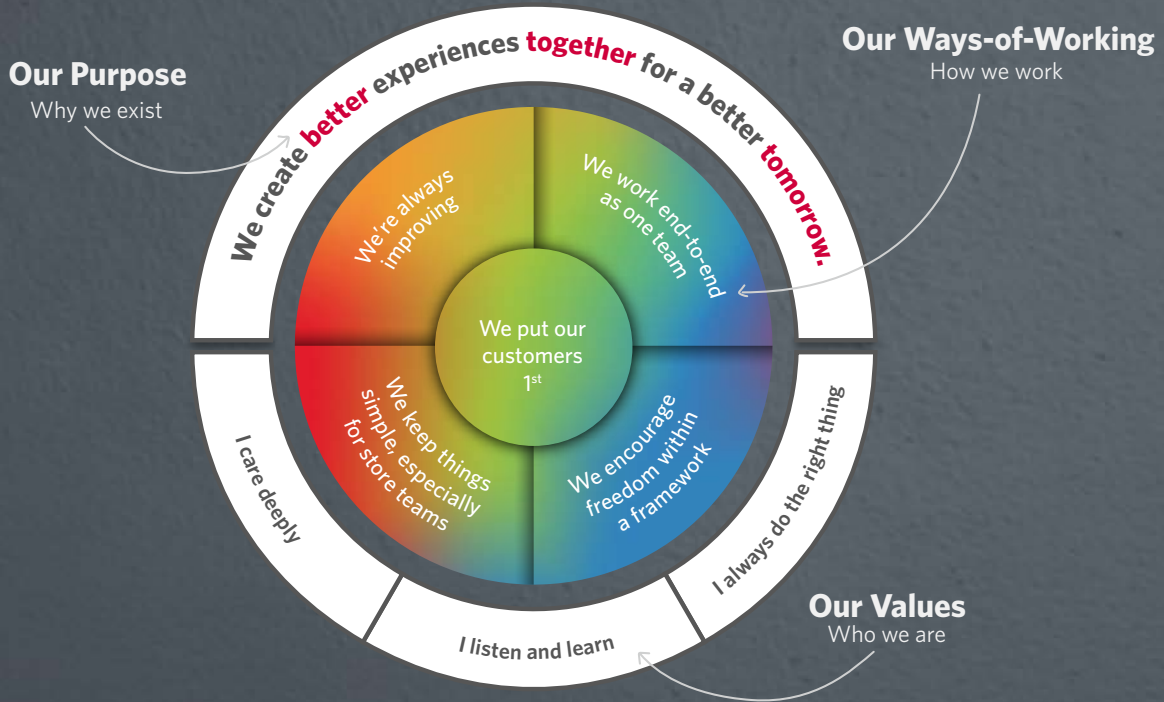 Our Purpose
Why we exist
Our Ways-of-Working
How we work
We create better experiences together for a better tomorrow.
We're always
improving
We work end-to-end
as one team
We put our
customers
1st
We keep things
simple, especially
for store teams
We encourage
freedom within
a framework
I care deeply
I listen and learn
I always do the right thing
Our Values
Who we are